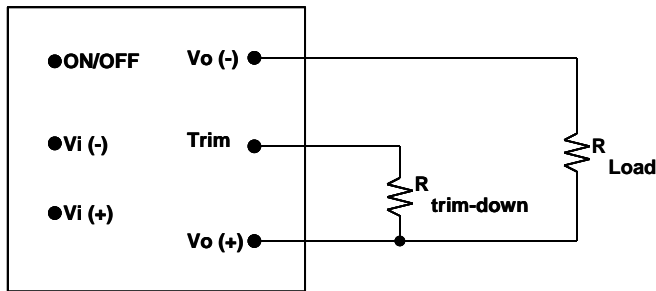 ON/OFF
Vo (-)
Vi (-)
Trim
R
Load
R
trim-down
Vi (+)
Vo (+)